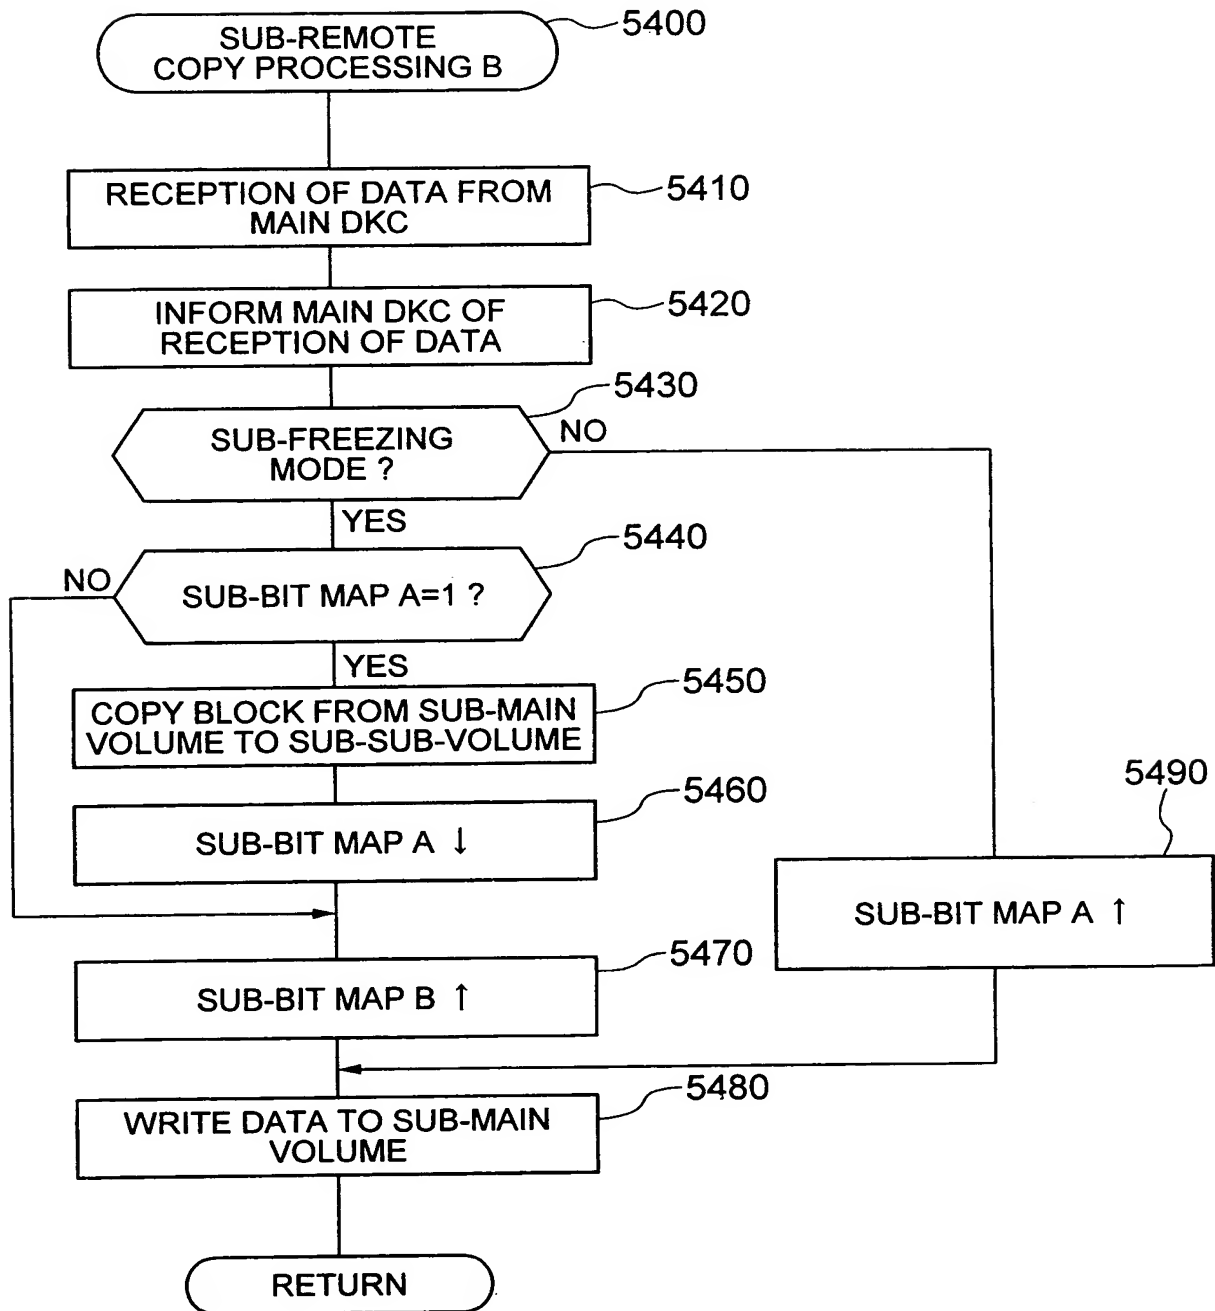 SUB-REMOTE
COPY PROCESSING B
5400
RECEPTION OF DATA FROM
MAIN DKC
5410
INFORM MAIN DKC OF
RECEPTION OF DATA
5420
SUB-FREEZING
MODE ?
5430
NO
YES
SUB-BIT MAP A=1 ?
5440
NO
YES
COPY BLOCK FROM SUB-MAIN
VOLUME TO SUB-SUB-VOLUME
5450
SUB-BIT MAP A ↓
5460
5490
SUB-BIT MAP A ↑
SUB-BIT MAP B ↑
5470
WRITE DATA TO SUB-MAIN
VOLUME
5480
RETURN